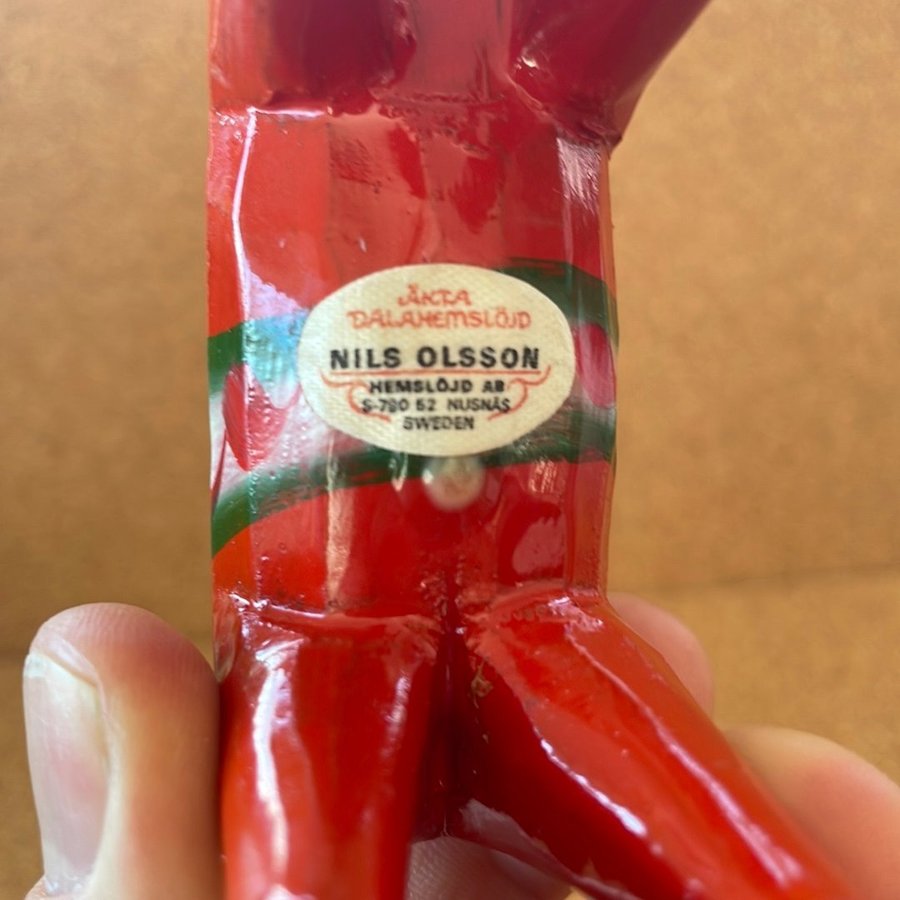 ÄKTA
DALAHEMSLÖJD
NILS OLSSON
HEMSLÖJD AB
S-790 52 NUSNÄS
SWEDEN